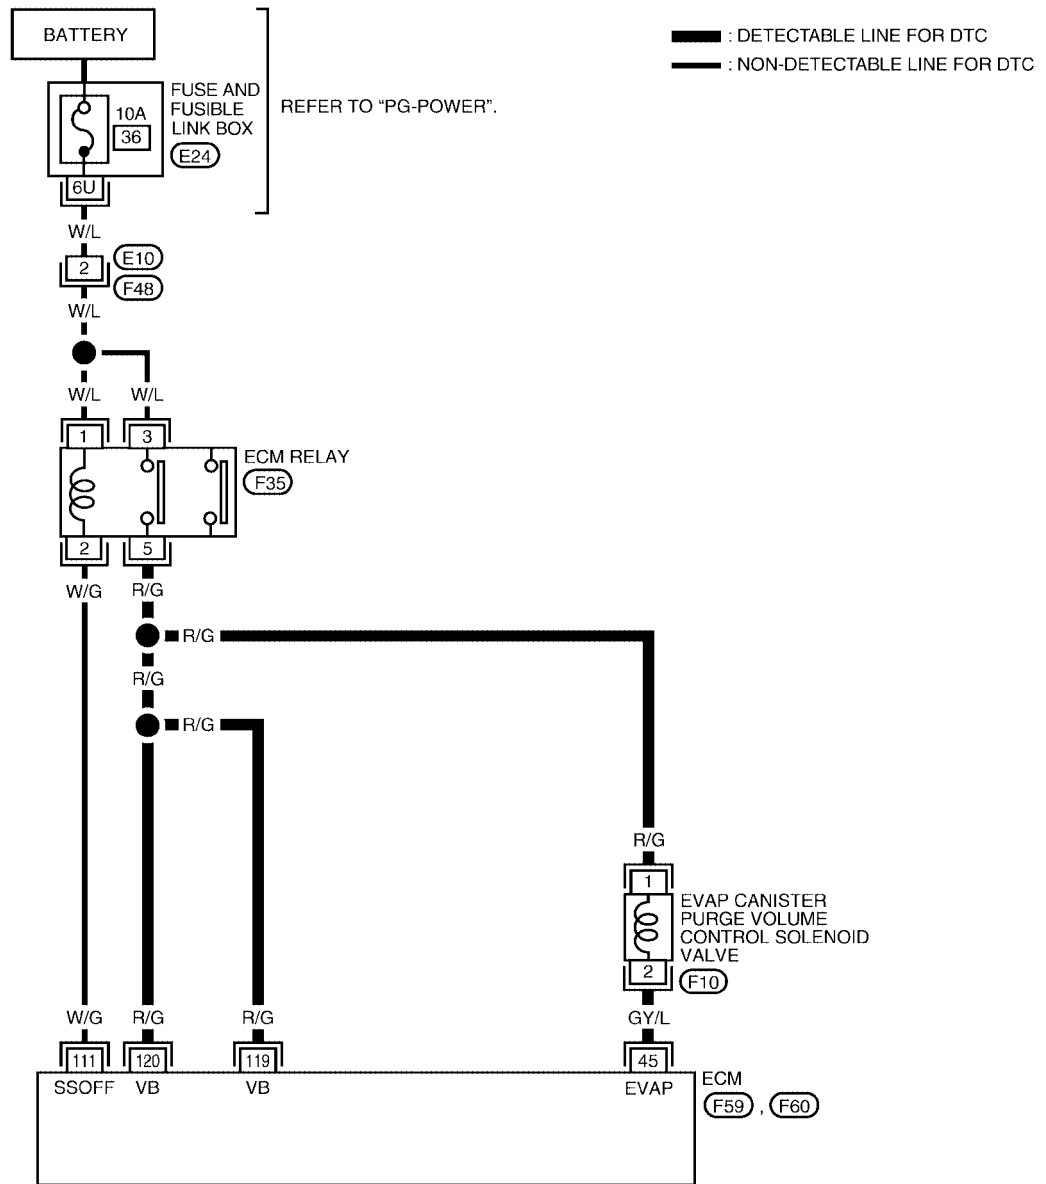 BATTERY
: DETECTABLE LINE FOR DTC
: NON-DETECTABLE LINE FOR DTC
FUSE AND
FUSIBLE
LINK BOX
E24
10A
36
REFER TO “PG-POWER”.
6U
W/L
2
E10
F48
W/L
W/L
W/L
1
3
ECM RELAY
F35
2
5
W/G
R/G
R/G
R/G
R/G
R/G
1
EVAP CANISTER
PURGE VOLUME
CONTROL SOLENOID
VALVE
2
F10
W/G
R/G
R/G
GY/L
111
120
119
45
SSOFF
VB
VB
EVAP
ECM
F59 , F60